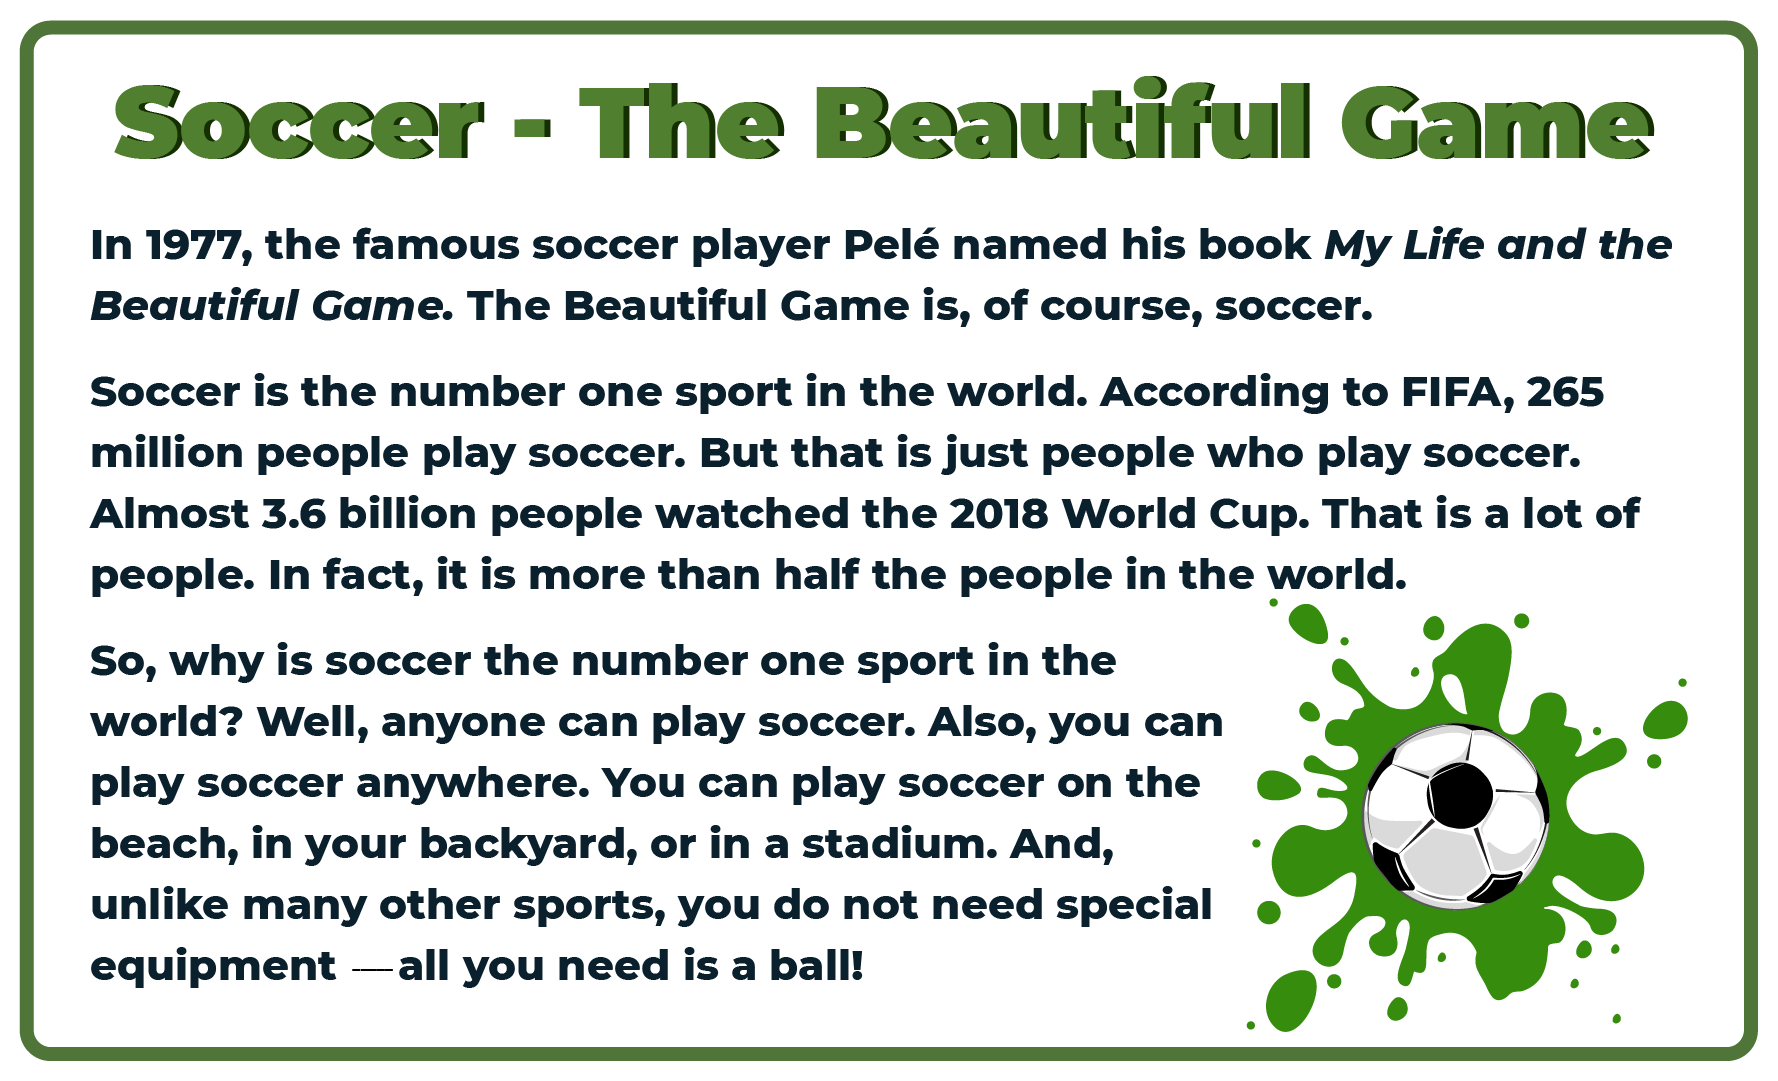 Soccer - The Beautiful Game
In 1977, the famous soccer player Pelé named his book My Life and the
Beautiful Game. The Beautiful Game is, of course, soccer.
Soccer is the number one sport in the world. According to FIFA, 265
million people play soccer. But that is just people who play soccer.
Almost 3.6 billion people watched the 2018 World Cup. That is a lot of
people. In fact, it is more than half the people in the world.
So, why is soccer the number one sport in the
world? Well, anyone can play soccer. Also, you can
play soccer anywhere. You can play soccer on the
beach, in your backyard, or in a stadium. And,
unlike many other sports, you do not need special
equipment —all you need is a ball!